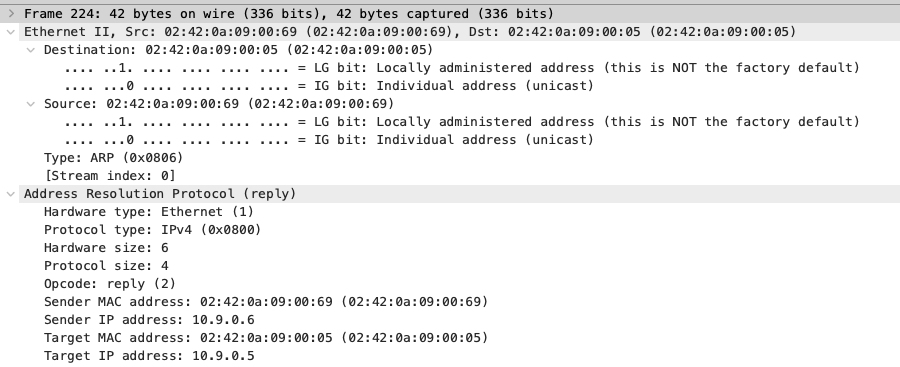 Frame 224: 42 bytes on wire (336 bits), 42 bytes captured (336 bits)
Ethernet II, Src: 02:42:0a:09:00:69 (02:42:0a:09:00:69), Dst: 02:42:0a:09:00:05 (02:42:0a:09:00:05)
Destination: 02:42:0a:09:00:05 (02:42:0a:09:00:05)
.... ..1. .... .... .... .... = LG bit: Locally administered address (this is NOT the factory default)
.... ...0 .... .... .... .... = IG bit: Individual address (unicast)
Source: 02:42:0a:09:00:69 (02:42:0a:09:00:69)
.... ..1. .... .... .... .... = LG bit: Locally administered address (this is NOT the factory default)
.... ...0 .... .... .... .... = IG bit: Individual address (unicast)
Type: ARP (0x0806)
[Stream index: 0]
Address Resolution Protocol (reply)
Hardware type: Ethernet (1)
Protocol type: IPv4 (0x0800)
Hardware size: 6
Protocol size: 4
Opcode: reply (2)
Sender MAC address: 02:42:0a:09:00:69 (02:42:0a:09:00:69)
Sender IP address: 10.9.0.6
Target MAC address: 02:42:0a:09:00:05 (02:42:0a:09:00:05)
Target IP address: 10.9.0.5